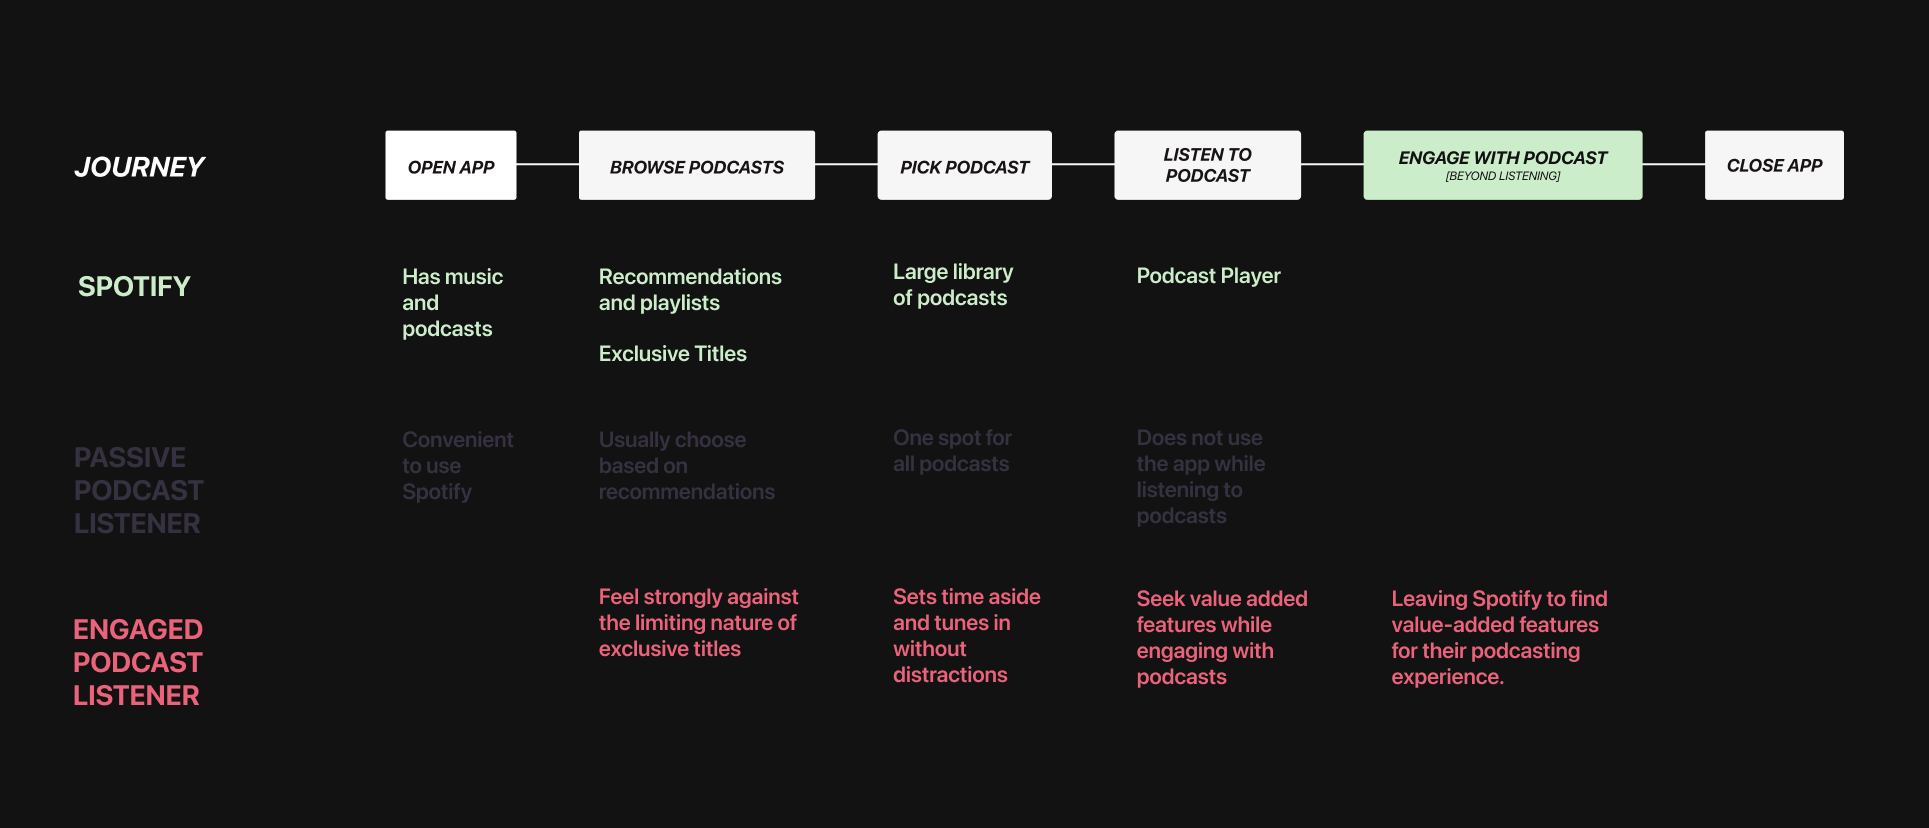 JOURNEY
OPEN APP
BROWSE PODCASTS
PICK PODCAST
LISTEN TO
PODCAST
ENGAGE WITH PODCAST
[BEYOND LISTENING]
CLOSE APP
SPOTIFY
Has music
and
podcasts
Recommendations
and playlists
Exclusive Titles
Large library
of podcasts
Podcast Player
PASSIVE
PODCAST
LISTENER
Convenient
to use
Spotify
Usually choose
based on
recommendations
One spot for
all podcasts
Does not use
the app while
listening to
podcasts
ENGAGED
PODCAST
LISTENER
Feel strongly against
the limiting nature of
exclusive titles
Sets time aside
and tunes in
without
distractions
Seek value added
features while
engaging with
podcasts
Leaving Spotify to find
value-added features
for their podcasting
experience.